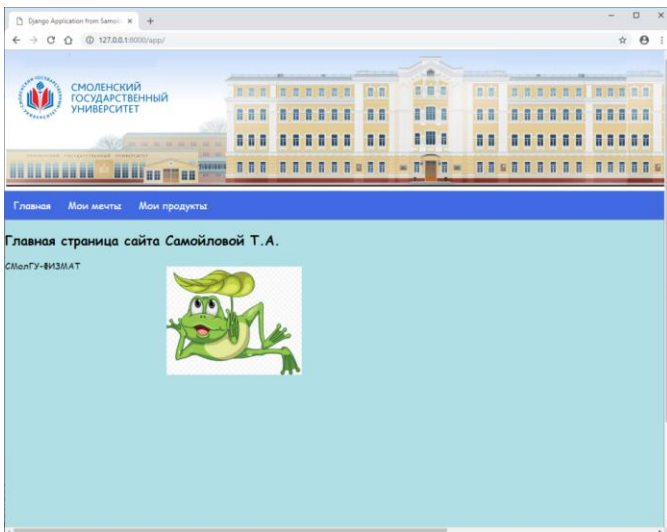 Django Application from Samoil
127.0.0.1:8000/app/
СМОЛЕНСКИЙ
ГОСУДАРСТВЕННЫЙ
УНИВЕРСИТЕТ
Главная Мои мечты Мои продукты
Главная страница сайта Самойловой Т.А.
СМолГУ-ФИЗМАТ